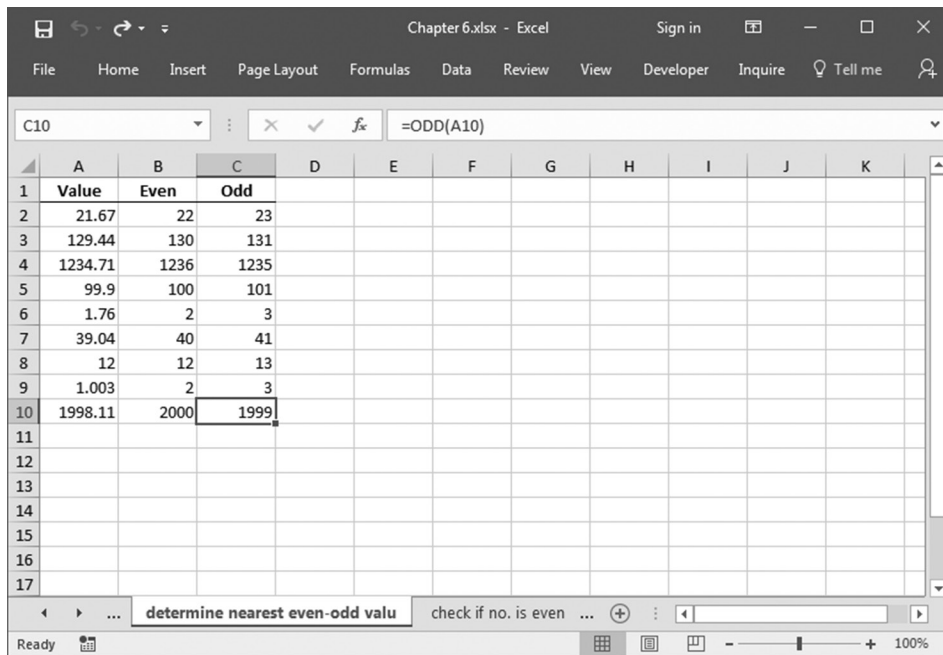 Chapter 6.xlsx - Excel Sign in
File Home Insert Page Layout Formulas Data Review View Developer Inquire Tell me
C10 fx =ODD(A10)
A B C D E F G H I J K
1 Value Even Odd
2 21.67 22 23
3 129.44 130 131
4 1234.71 1236 1235
5 99.9 100 101
6 1.76 2 3
7 39.04 40 41
8 12 12 13
9 1.003 2 3
10 1998.11 2000 1999
11
12
13
14
15
16
17
... determine nearest even-odd valu check if no. is even ...
Ready 100%